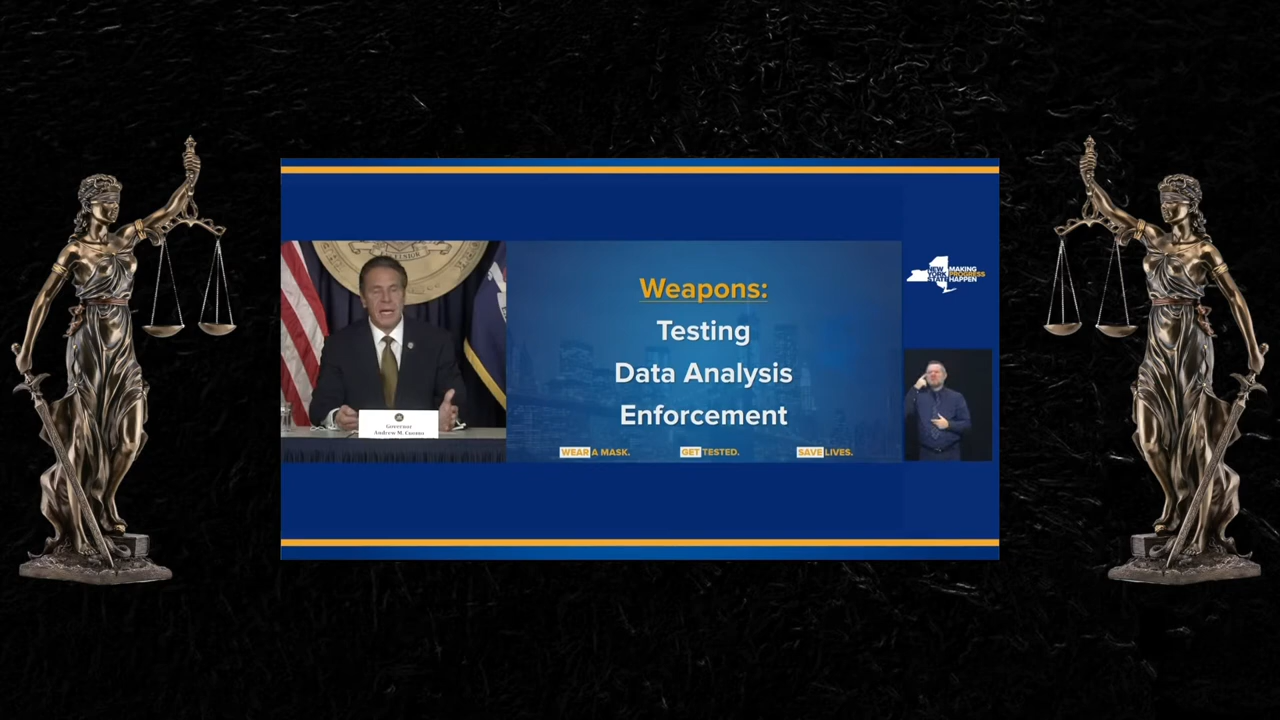 Weapons:
Testing
Data Analysis
Enforcement
WEAR A MASK.
GET TESTED.
SAVE LIVES.
Governor
Andrew M. Cuomo
NEW
YORK
STATE
MAKING
PROGRESS
HAPPEN